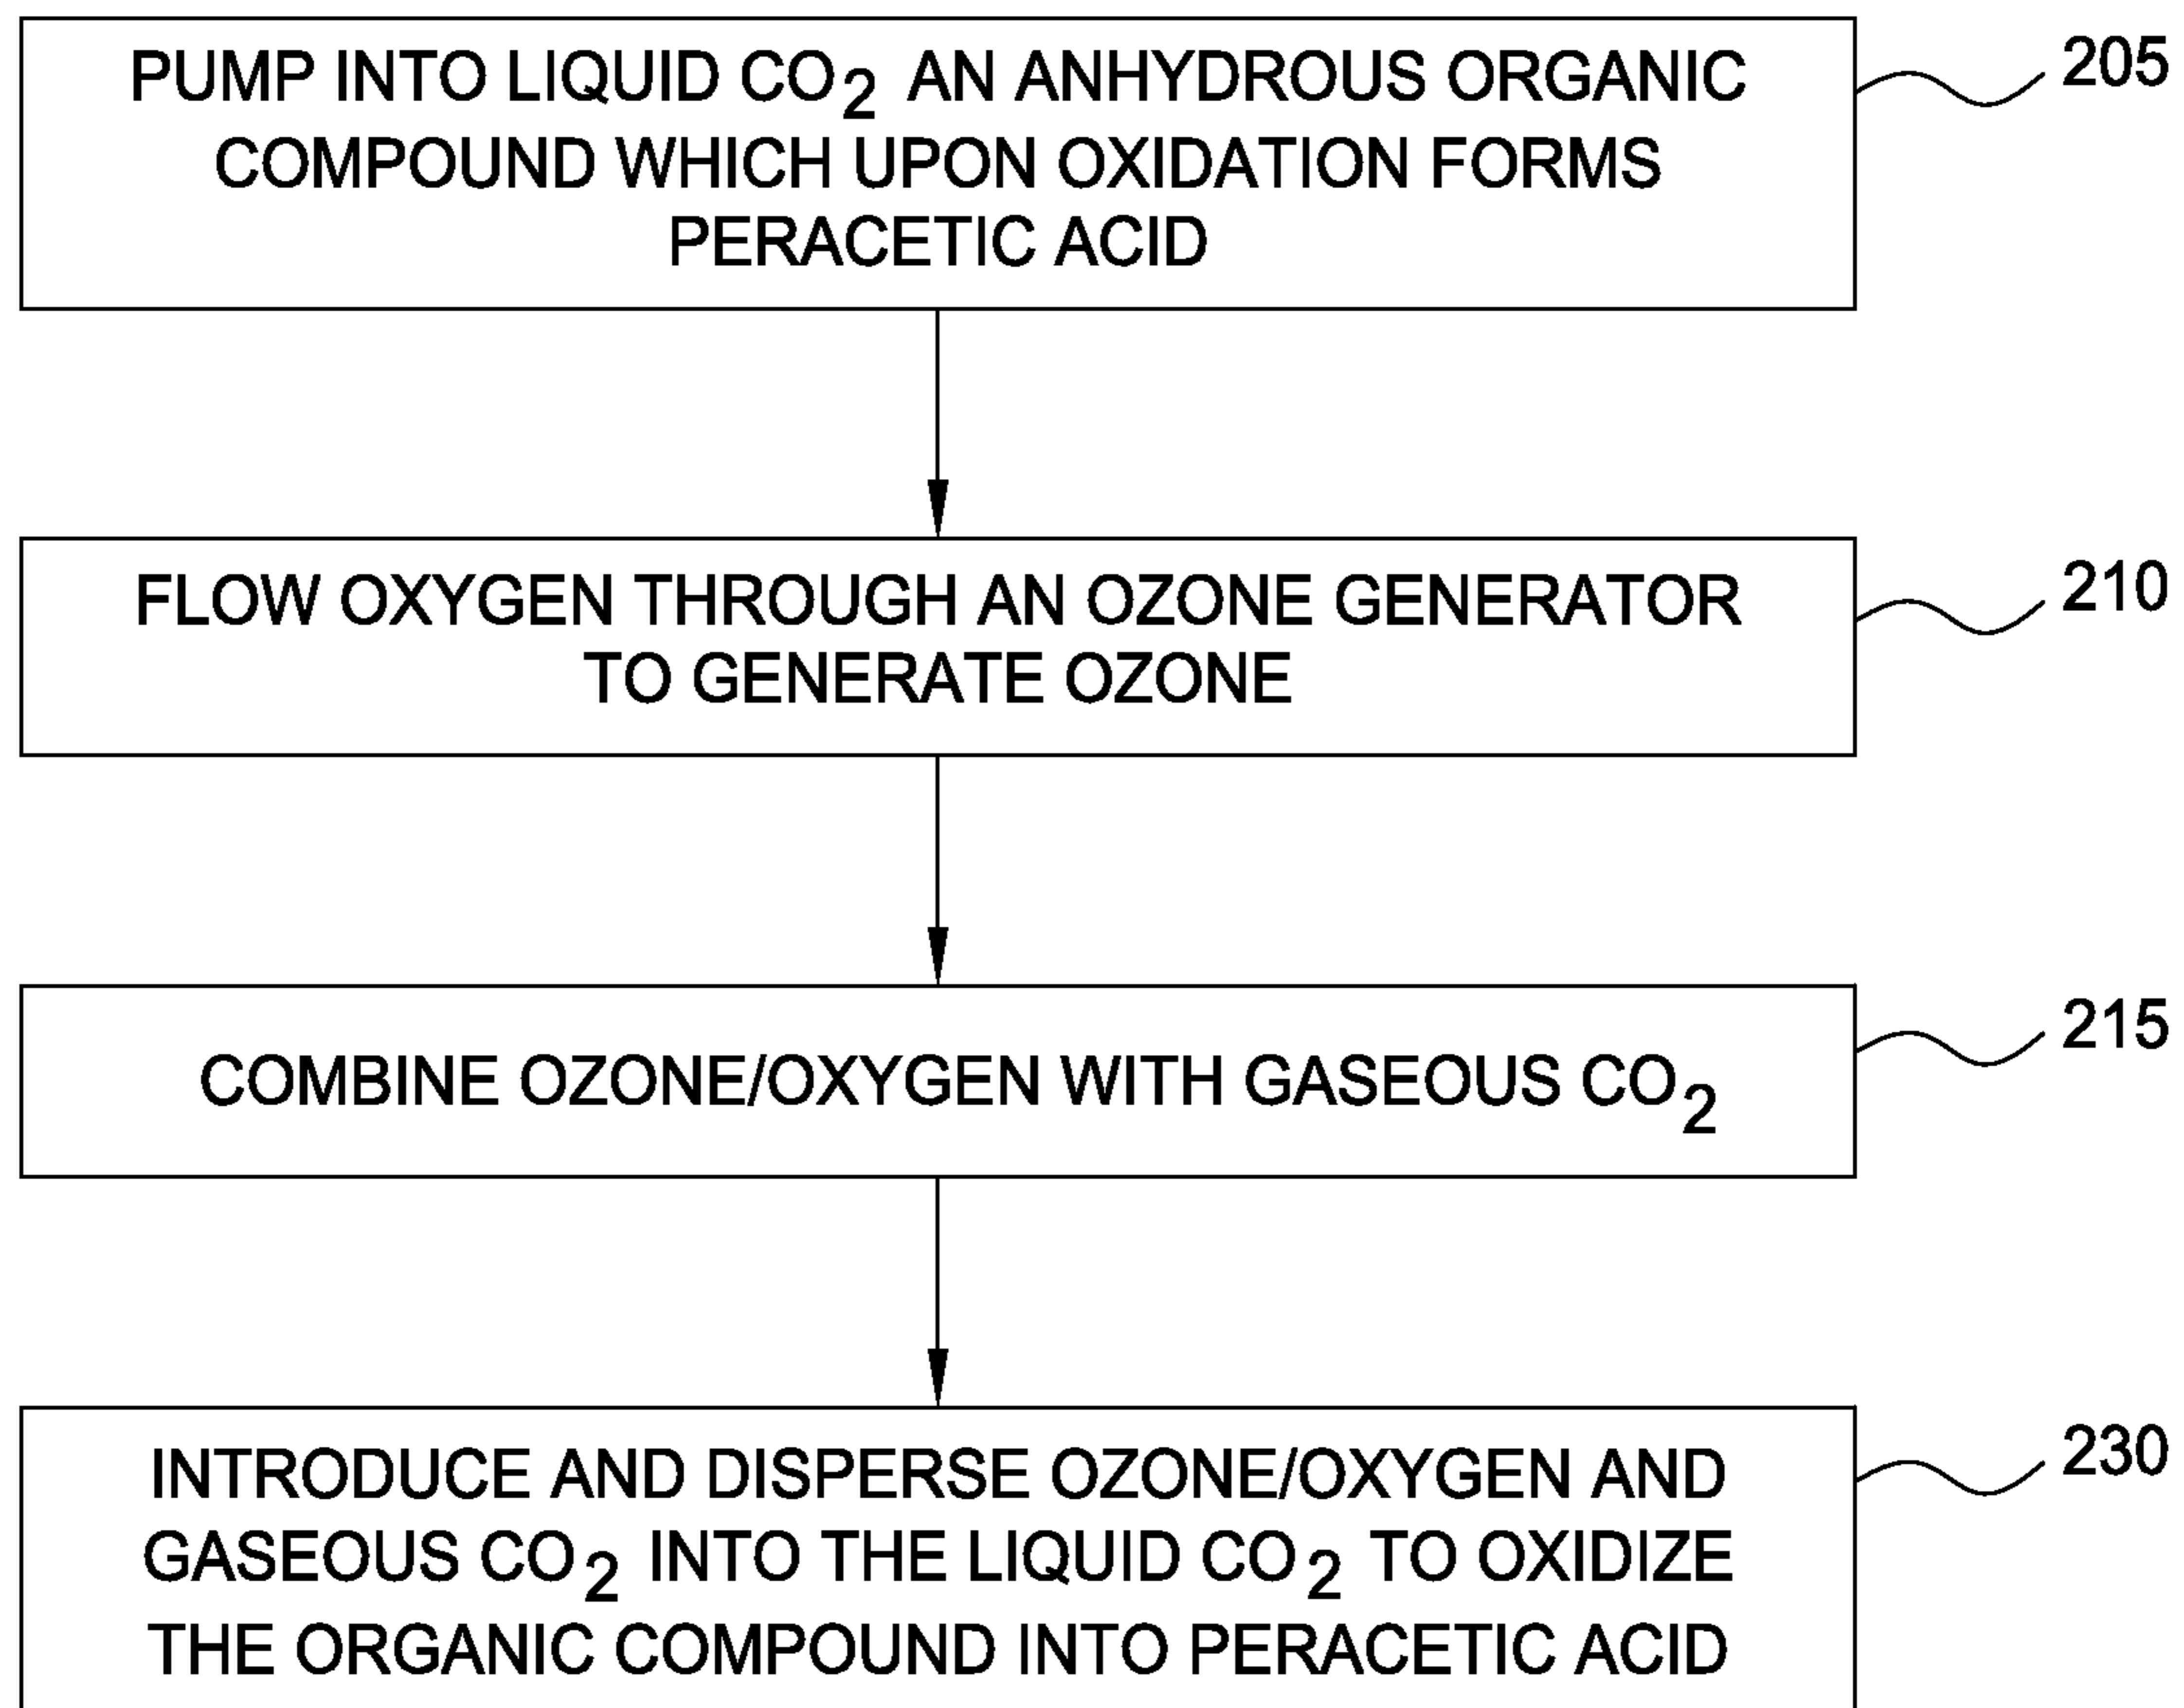 PUMP INTO LIQUID CO2 AN ANHYDROUS ORGANIC
COMPOUND WHICH UPON OXIDATION FORMS
PERACETIC ACID
205
FLOW OXYGEN THROUGH AN OZONE GENERATOR
TO GENERATE OZONE
210
COMBINE OZONE/OXYGEN WITH GASEOUS CO2
215
INTRODUCE AND DISPERSE OZONE/OXYGEN AND
GASEOUS CO2 INTO THE LIQUID CO2 TO OXIDIZE
THE ORGANIC COMPOUND INTO PERACETIC ACID
230